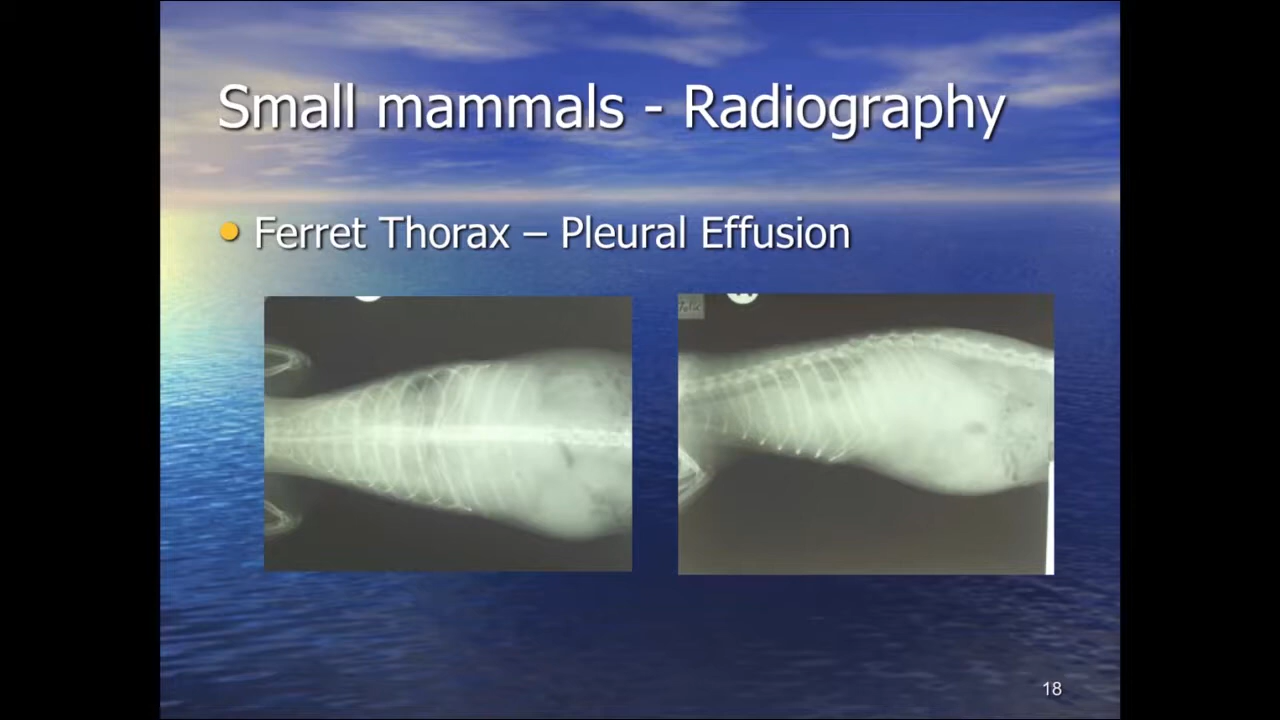 Small mammals - Radiography
Ferret Thorax – Pleural Effusion
18